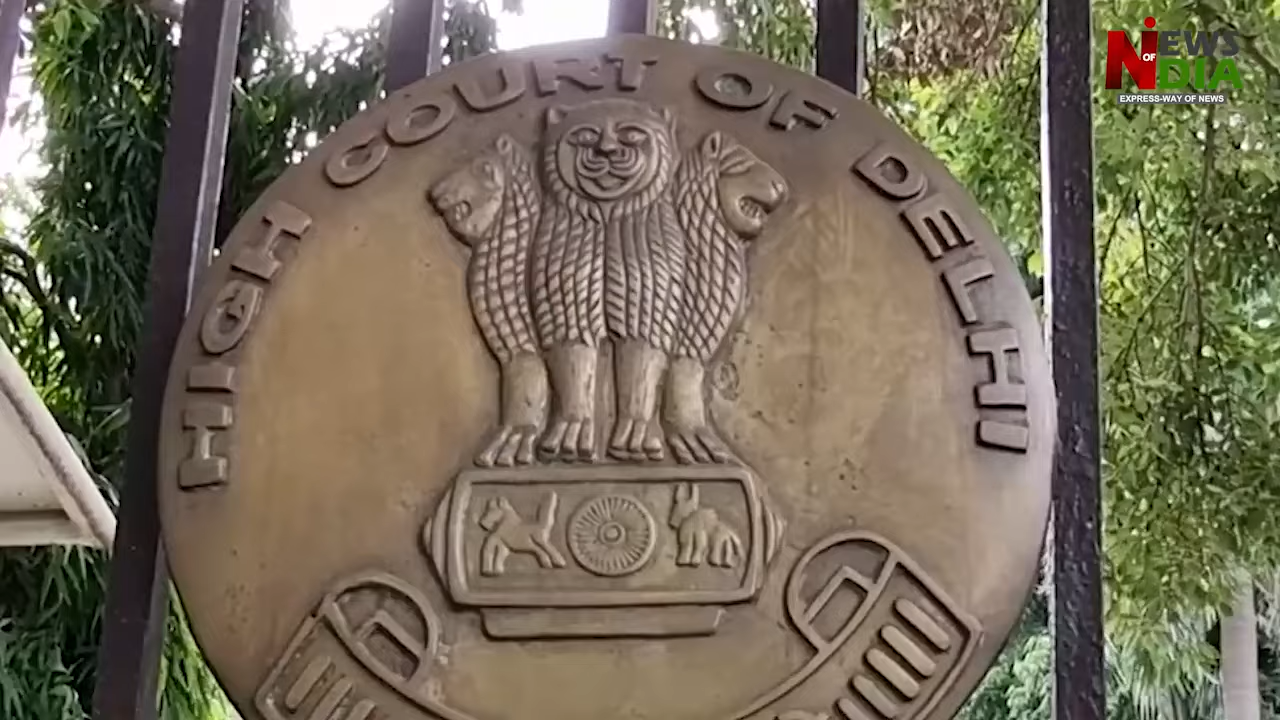 HIGH COURT OF DELHI
NEWS
OF
INDIA
EXPRESS-WAY OF NEWS